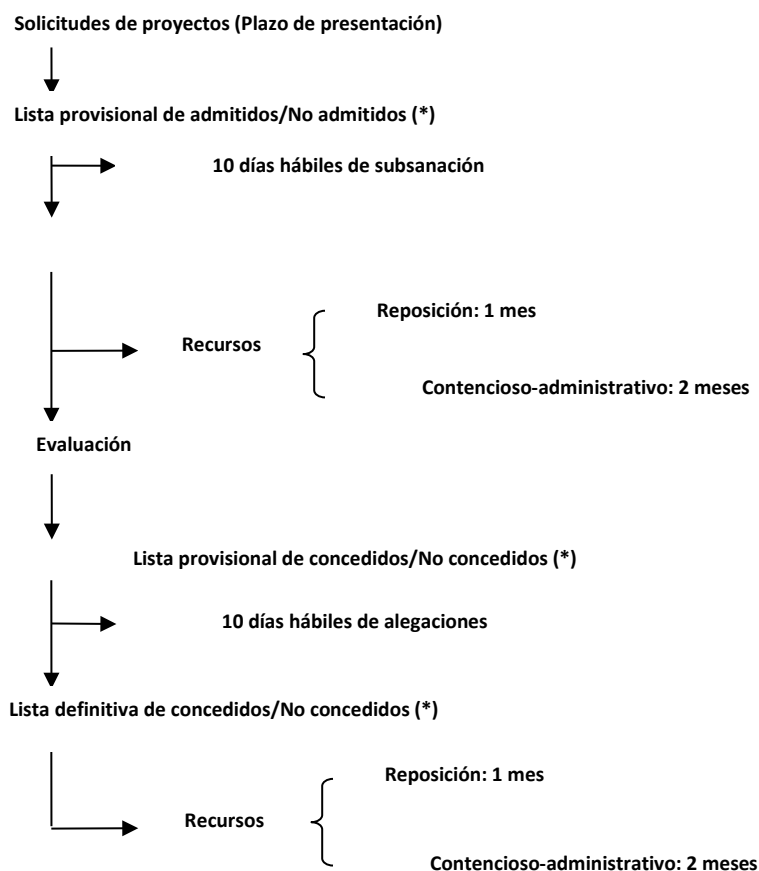 Solicitudes de proyectos (Plazo de presentación)
Lista provisional de admitidos/No admitidos (*)
10 días hábiles de subsanación
Reposición: 1 mes
Recursos
Contencioso-administrativo: 2 meses
Evaluación
Lista provisional de concedidos/No concedidos (*)
10 días hábiles de alegaciones
Lista definitiva de concedidos/No concedidos (*)
Reposición: 1 mes
Recursos
Contencioso-administrativo: 2 meses